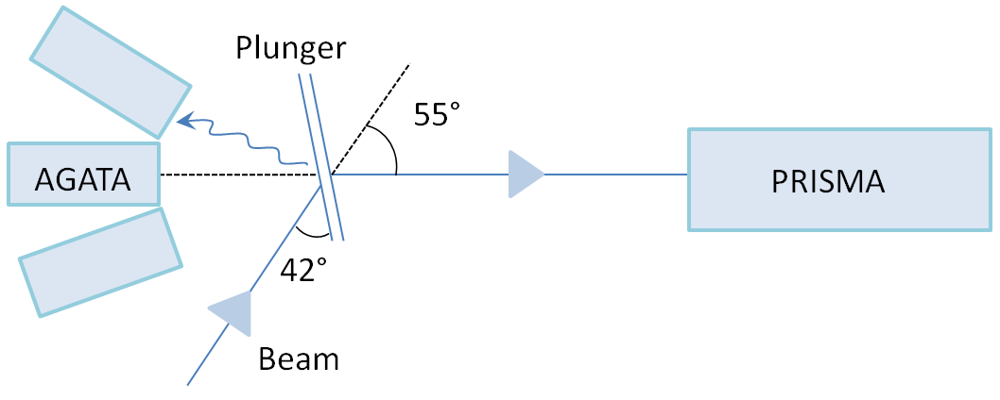 Plunger
55°
AGATA
PRISMA
42°
Beam